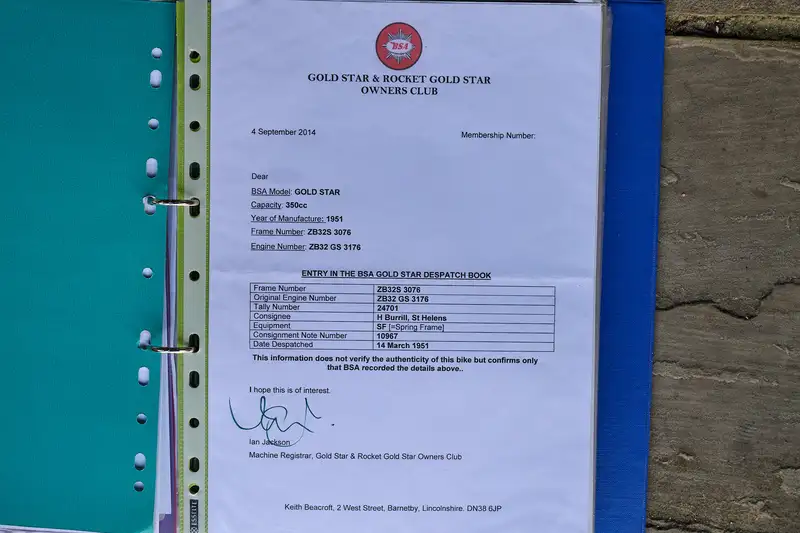 BSA
GOLD STAR & ROCKET GOLD STAR
OWNERS CLUB
4 September 2014 Membership Number:
Dear
BSA Model: GOLD STAR
Capacity: 350cc
Year of Manufacture: 1951
Frame Number: ZB32S 3076
Engine Number: ZB32 GS 3176
ENTRY IN THE BSA GOLD STAR DESPATCH BOOK
Frame Number ZB32S 3076
Original Engine Number ZB32 GS 3176
Tally Number 24701
Consignee H Burrill, St Helens
Equipment SF [=Spring Frame]
Consignment Note Number 10967
Date Despatched 14 March 1951
This information does not verify the authenticity of this bike but confirms only
that BSA recorded the details above..
I hope this is of interest.
Ian Jackson
Machine Registrar, Gold Star & Rocket Gold Star Owners Club
Keith Beacroft, 2 West Street, Barnetby, Lincolnshire. DN38 6JP
ESSELTE